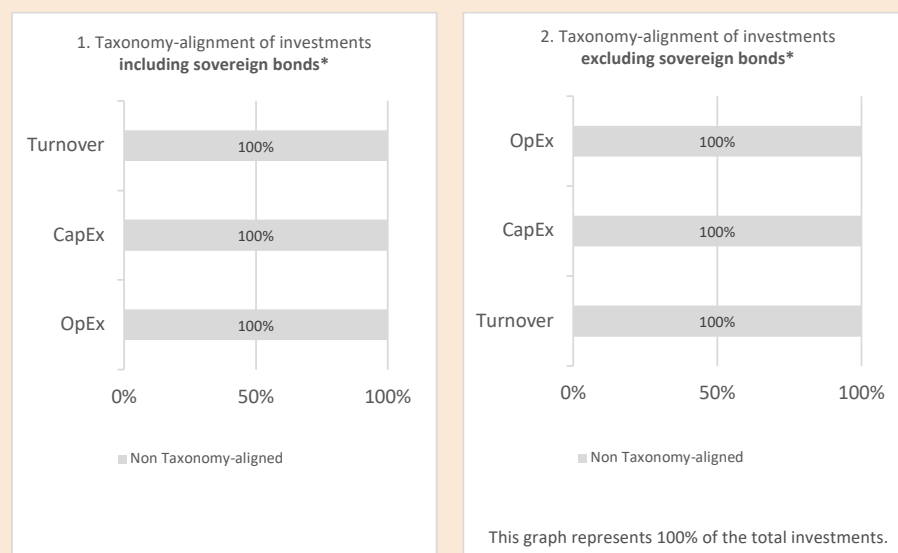 1. Taxonomy-alignment of investments
including sovereign bonds*
Turnover
100%
CapEx
100%
OpEx
100%
0%
50%
100%
Non Taxonomy-aligned
2. Taxonomy-alignment of investments
excluding sovereign bonds*
OpEx
100%
CapEx
100%
Turnover
100%
0%
50%
100%
Non Taxonomy-aligned
This graph represents 100% of the total investments.